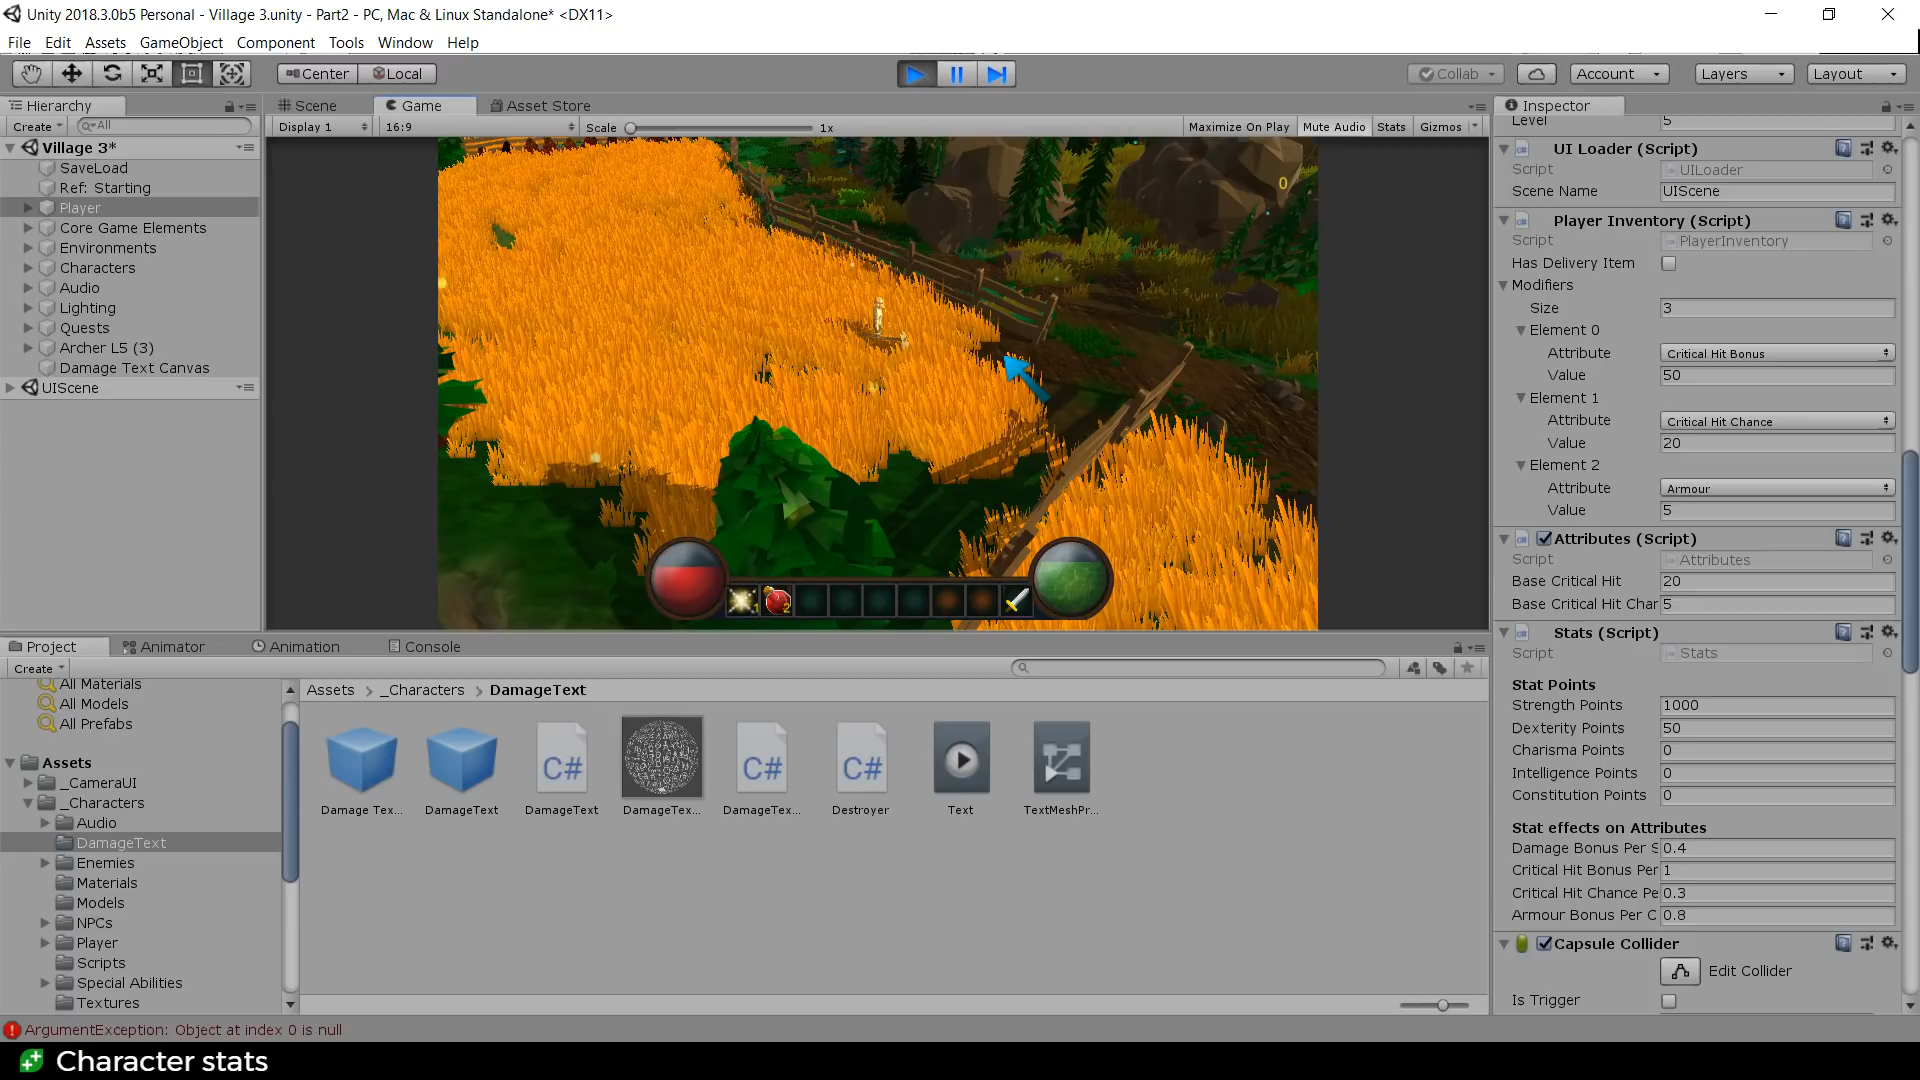 Unity 2018.3.0b5 Personal - Village 3.unity - Part2 - PC, Mac & Linux Standalone* <DX11>
File Edit Assets GameObject Component Tools Window Help
Center Local
Collab Account Layers Layout
Hierarchy
Create All
Village 3*
SaveLoad
Ref: Starting
Player
Core Game Elements
Environments
Characters
Audio
Lighting
Quests
Archer L5 (3)
Damage Text Canvas
UIScene
Scene Game Asset Store
Display 1 16:9 Scale 1x Maximize On Play Mute Audio Stats Gizmos
0
2
Inspector
Level 5
UI Loader (Script)
Script UILoader
Scene Name UIScene
Player Inventory (Script)
Script PlayerInventory
Has Delivery Item
Modifiers
Size 3
Element 0
Attribute Critical Hit Bonus
Value 50
Element 1
Attribute Critical Hit Chance
Value 20
Element 2
Attribute Armour
Value 5
Attributes (Script)
Script Attributes
Base Critical Hit 20
Base Critical Hit Char 5
Stats (Script)
Script Stats
Stat Points
Strength Points 1000
Dexterity Points 50
Charisma Points 0
Intelligence Points 0
Constitution Points 0
Stat effects on Attributes
Damage Bonus Per S 0.4
Critical Hit Bonus Per 1
Critical Hit Chance Pe 0.3
Armour Bonus Per C 0.8
Capsule Collider
Edit Collider
Is Trigger
Project Animator Animation Console
Create
All Materials
All Models
All Prefabs
Assets
_CameraUI
_Characters
Audio
DamageText
Enemies
Materials
Models
NPCs
Player
Scripts
Special Abilities
Textures
Assets > _Characters > DamageText
C# C# C#
Damage Tex... DamageText DamageText DamageTex... DamageTex... Destroyer Text TextMeshPr...
ArgumentException: Object at index 0 is null
Character stats